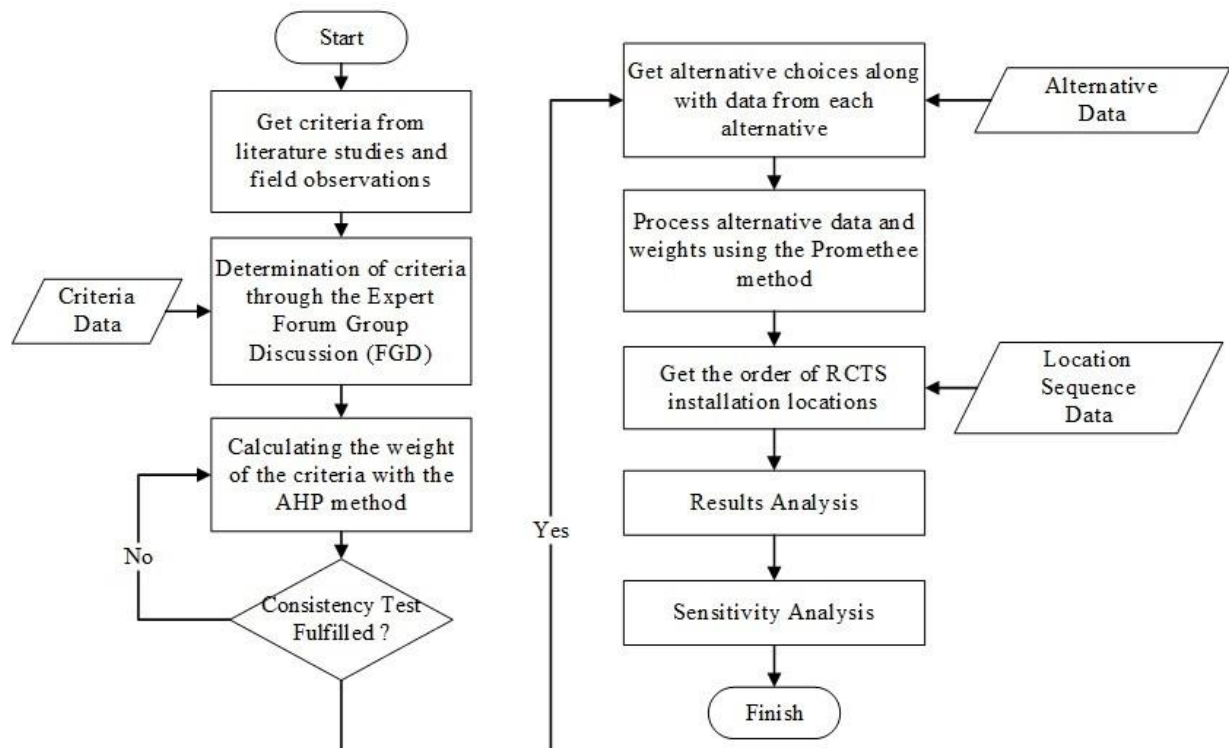 Start
Get criteria from
literature studies and
field observations
Criteria
Data
Determination of criteria
through the Expert
Forum Group
Discussion (FGD)
Calculating the weight
of the criteria with the
AHP method
No
Consistency Test
Fulfilled ?
Yes
Get alternative choices along
with data from each
alternative
Alternative
Data
Process alternative data and
weights using the Promethee
method
Get the order of RCTS
installation locations
Location
Sequence
Data
Results Analysis
Sensitivity Analysis
Finish